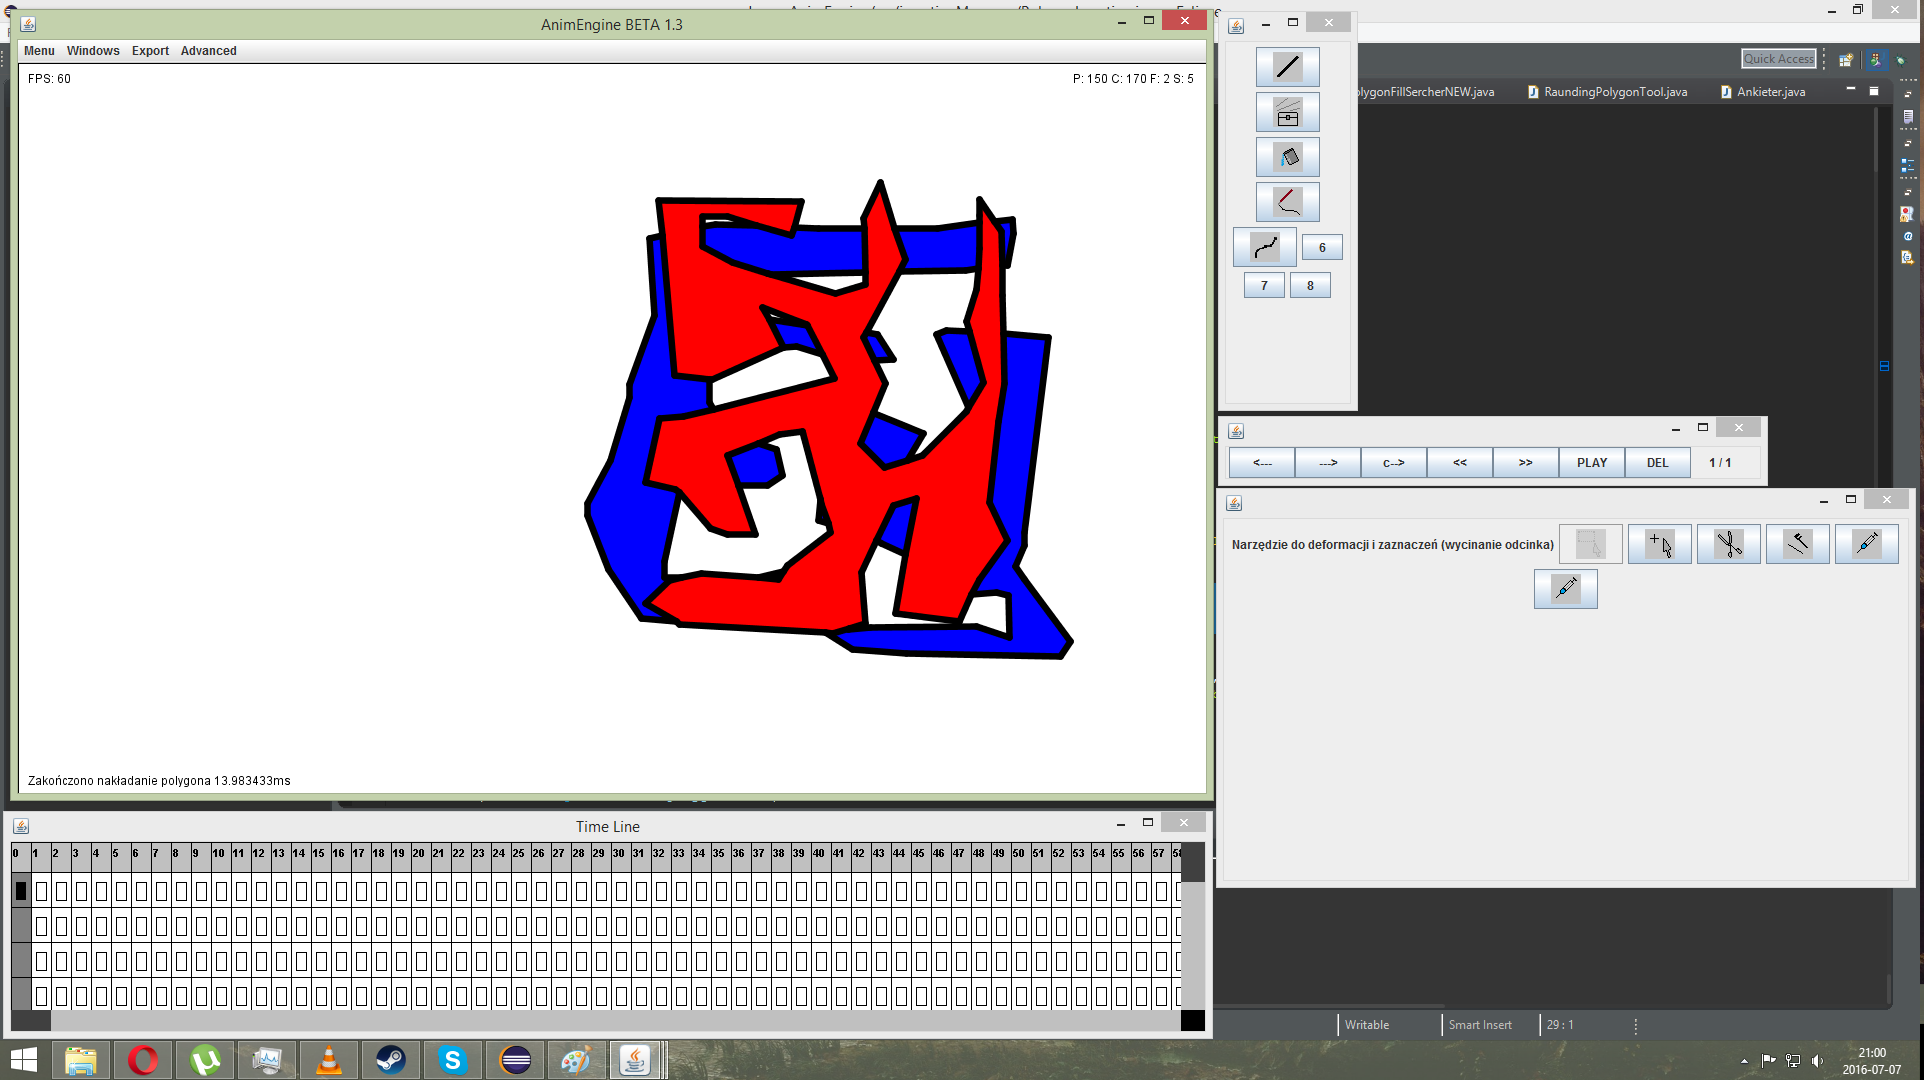 AnimEngine BETA 1.3
Menu Windows Export Advanced
FPS: 60
P: 150 C: 170 F: 2 S: 5
Zakończono nakładanie polygona 13.983433ms
6
7 8
Quick Access
olygonFillSercherNEW.java RaundingPolygonTool.java Ankieter.java
<--- ---> c--> << >> PLAY DEL 1 / 1
Narzędzie do deformacji i zaznaczeń (wycinanie odcinka)
Time Line
0 1 2 3 4 5 6 7 8 9 10 11 12 13 14 15 16 17 18 19 20 21 22 23 24 25 26 27 28 29 30 31 32 33 34 35 36 37 38 39 40 41 42 43 44 45 46 47 48 49 50 51 52 53 54 55 56 57 58
Writable Smart Insert 29 : 1
21:00
2016-07-07